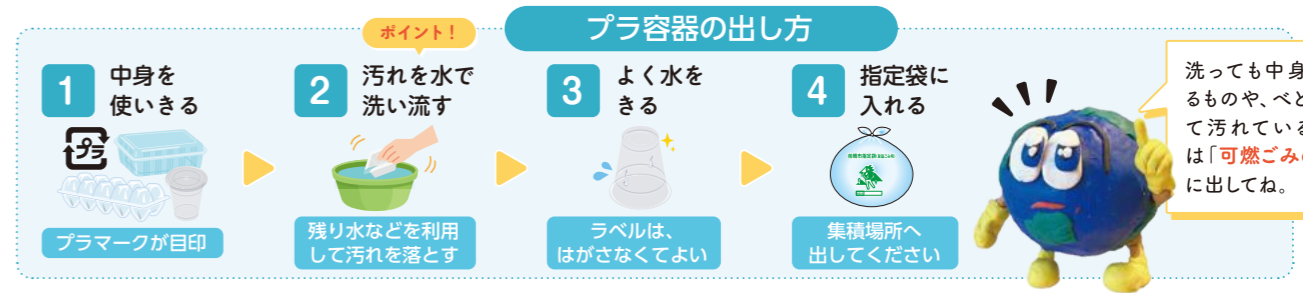 プラ容器の出し方
ポイント!
1
中身を
使いきる
プラ
プラマークが目印
2
汚れを水で
洗い流す
残り水などを利用
して汚れを落とす
3
よく水を
きる
ラベルは、
はがさなくてよい
4
指定袋に
入れる
集積場所へ
出してください
洗っても中身
るものや、べと
て汚れている
は「可燃ごみ
に出してね。